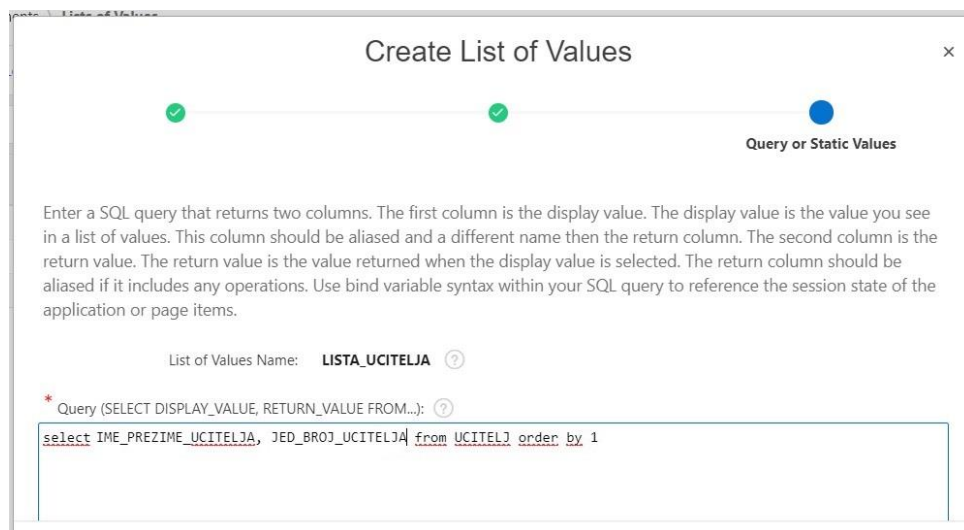 Lists of Values
Create List of Values
×
Query or Static Values
Enter a SQL query that returns two columns. The first column is the display value. The display value is the value you see
in a list of values. This column should be aliased and a different name then the return column. The second column is the
return value. The return value is the value returned when the display value is selected. The return column should be
aliased if it includes any operations. Use bind variable syntax within your SQL query to reference the session state of the
application or page items.
List of Values Name: LISTA_UCITELJA ?
* Query (SELECT DISPLAY_VALUE, RETURN_VALUE FROM...): ?
select IME_PREZIME_UCITELJA, JED_BROJ_UCITELJA from UCITELJ order by 1